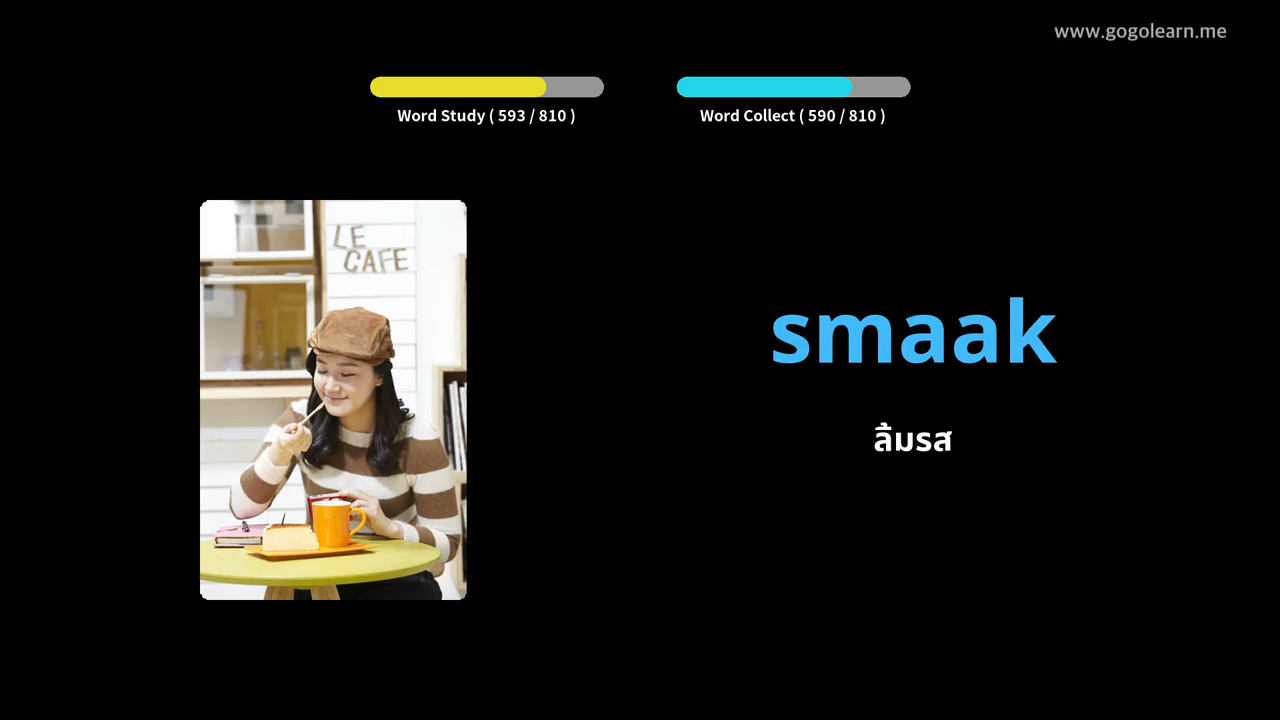 www.gogolearn.me
Word Study ( 593 / 810 )
Word Collect ( 590 / 810 )
LE
CAFE
smaak
ลิ้มรส